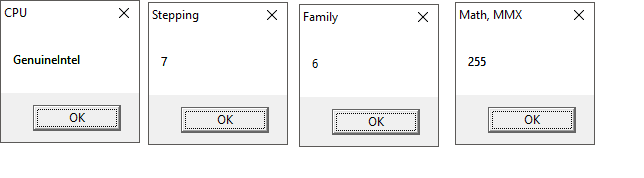 CPU
GenuineIntel
OK
Stepping
7
OK
Family
6
OK
Math, MMX
255
OK